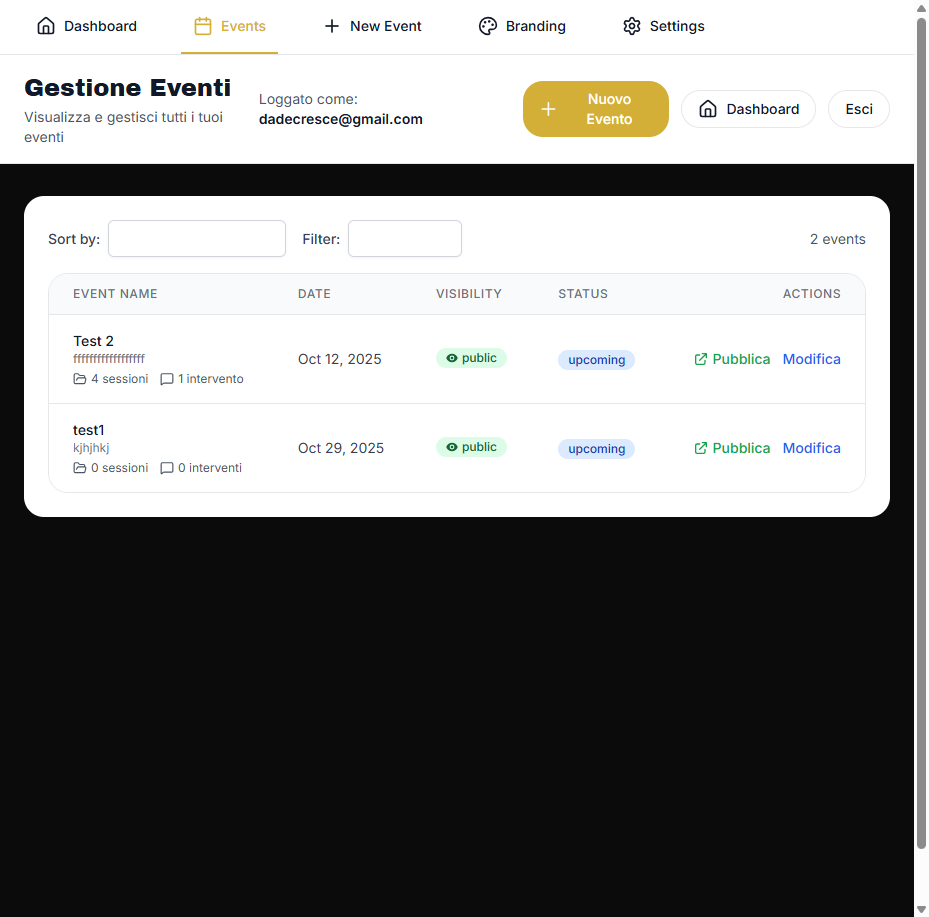 Dashboard
Events
New Event
Branding
Settings
Gestione Eventi
Visualizza e gestisci tutti i tuoi
eventi
Loggato come:
dadecresce@gmail.com
Nuovo
Evento
Dashboard
Esci
Sort by:
Filter:
2 events
EVENT NAME DATE VISIBILITY STATUS ACTIONS
Test 2
ffffffffffffffffff
4 sessioni 1 intervento
Oct 12, 2025
public
upcoming
Pubblica Modifica
test1
kjhjhkj
0 sessioni 0 interventi
Oct 29, 2025
public
upcoming
Pubblica Modifica